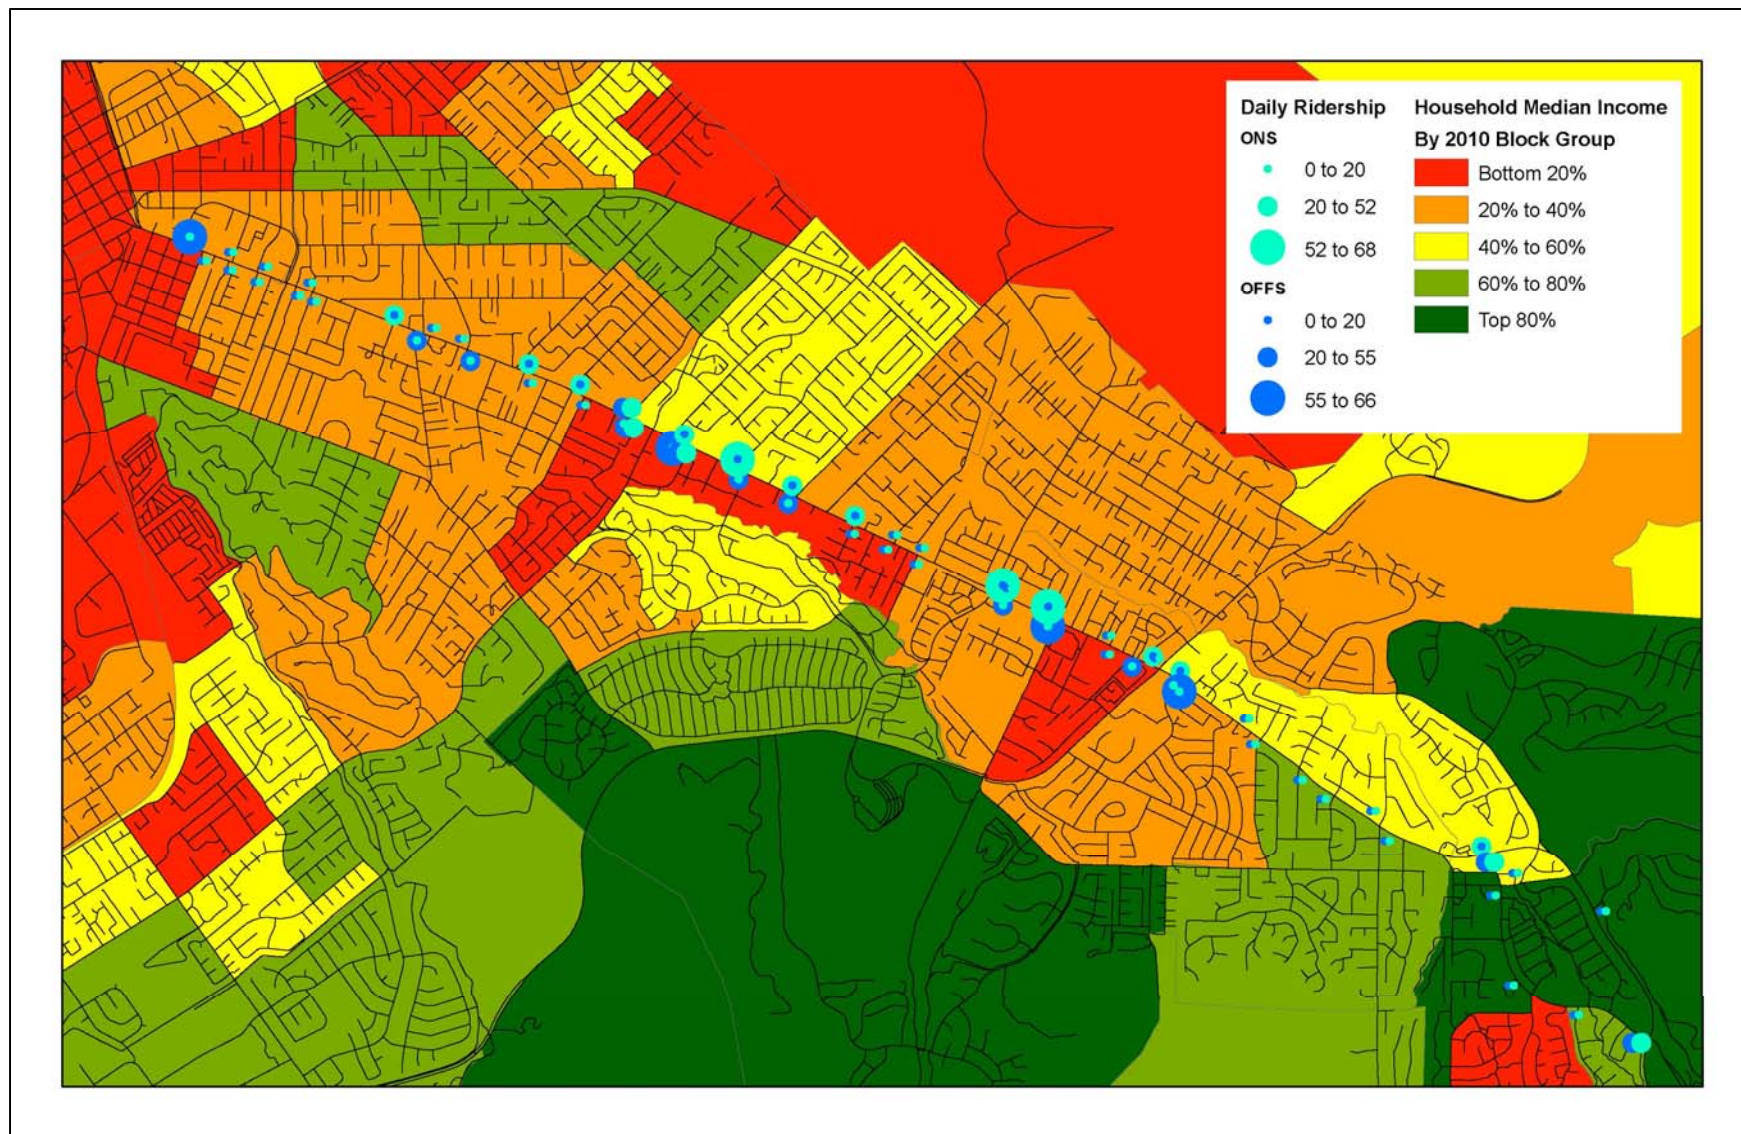 Daily Ridership
ONS
0 to 20
20 to 52
52 to 68
OFFS
0 to 20
20 to 55
55 to 66
Household Median Income
By 2010 Block Group
Bottom 20%
20% to 40%
40% to 60%
60% to 80%
Top 80%